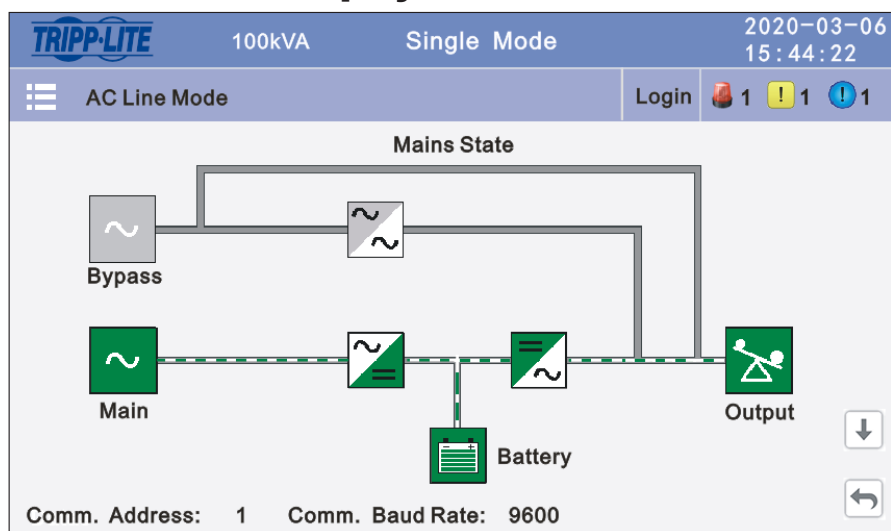 TRIPP·LITE 100kVA Single Mode 2020-03-06
15:44:22
AC Line Mode Login 1 ! 1 ! 1
Mains State
Bypass
Main
Output
Battery
Comm. Address: 1 Comm. Baud Rate: 9600